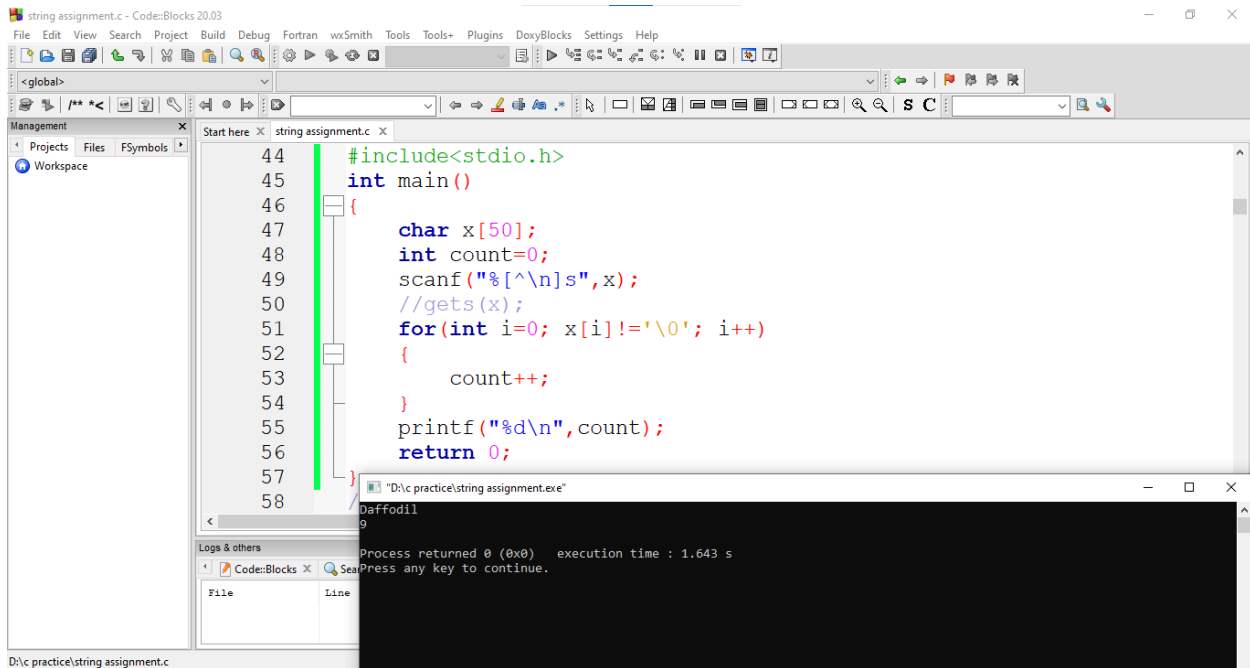 string assignment.c - Code::Blocks 20.03
File Edit View Search Project Build Debug Fortran wxSmith Tools Tools+ Plugins DoxyBlocks Settings Help
<global>
/** *<
S C
Management
Start here string assignment.c
Projects Files FSymbols
Workspace
44 #include<stdio.h>
45 int main()
46 {
47 char x[50];
48 int count=0;
49 scanf("%[^\n]s",x);
50 //gets(x);
51 for(int i=0; x[i]!='\0'; i++)
52 {
53 count++;
54 }
55 printf("%d\n",count);
56 return 0;
57 }
58 /
"D:\c practice\string assignment.exe"
Daffodil
9
Process returned 0 (0x0) execution time : 1.643 s
Press any key to continue.
Logs & others
Code::Blocks Sea
File Line
D:\c practice\string assignment.c